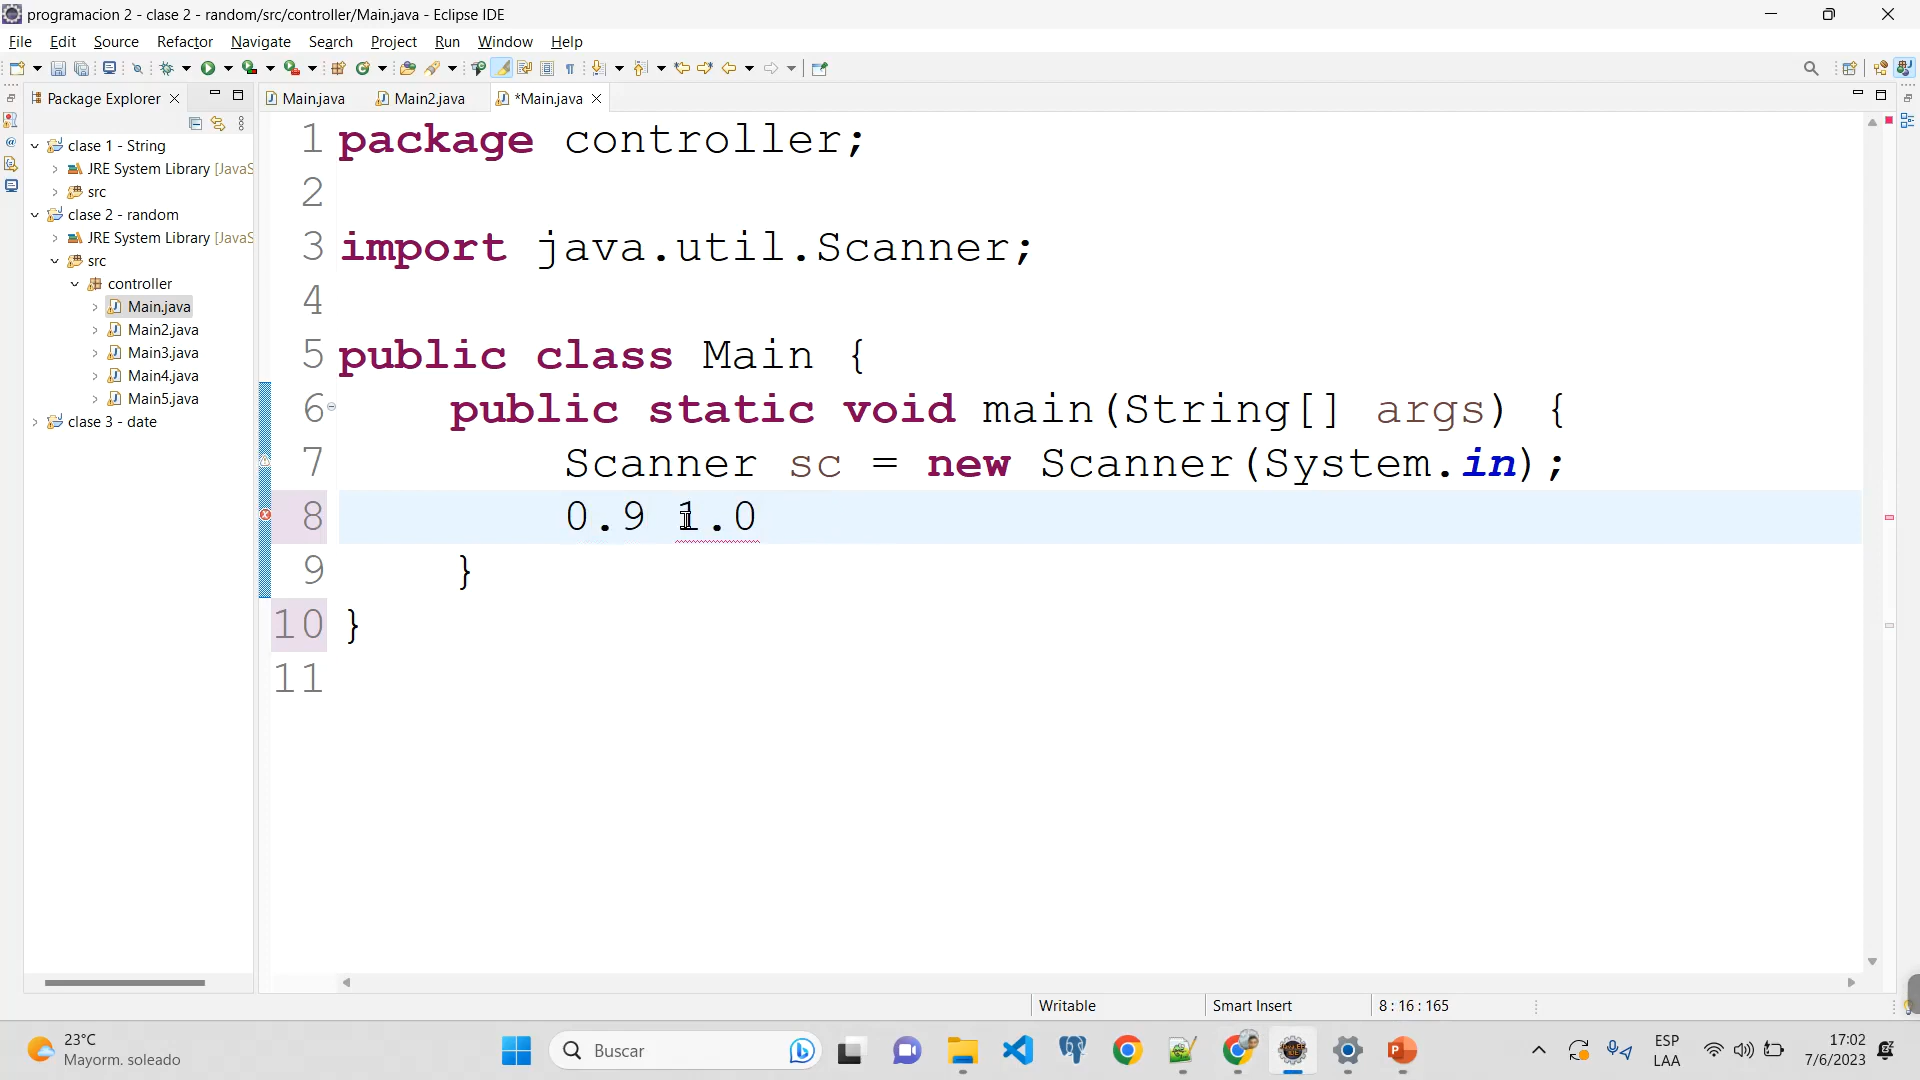 programacion 2 - clase 2 - random/src/controller/Main.java - Eclipse IDE
File Edit Source Refactor Navigate Search Project Run Window Help
Package Explorer
Main.java Main2.java *Main.java
clase 1 - String
JRE System Library [JavaS
src
clase 2 - random
JRE System Library [JavaS
src
controller
Main.java
Main2.java
Main3.java
Main4.java
Main5.java
clase 3 - date
1 package controller;
2
3 import java.util.Scanner;
4
5 public class Main {
6 public static void main(String[] args) {
7 Scanner sc = new Scanner(System.in);
8 0.9 1.0
9 }
10 }
11
Writable Smart Insert 8 : 16 : 165
23°C
Mayorm. soleado
Buscar
ESP
LAA
17:02
7/6/2023